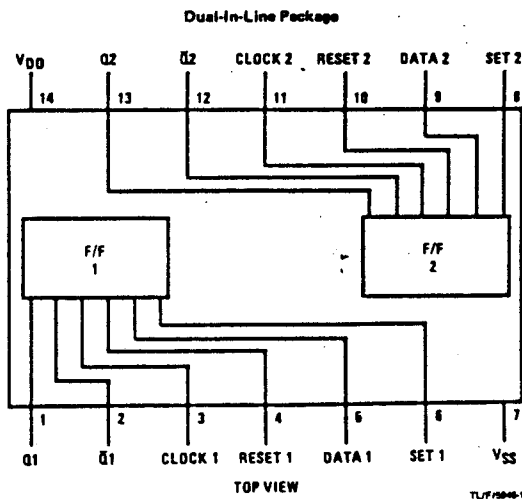 Dual-In-Line Package
VDD Q2 Q̅2 CLOCK 2 RESET 2 DATA 2 SET 2
14 13 12 11 10 9 8
F/F
1
F/F
2
1 2 3 4 5 6 7
Q1 Q̅1 CLOCK 1 RESET 1 DATA 1 SET 1 VSS
TOP VIEW